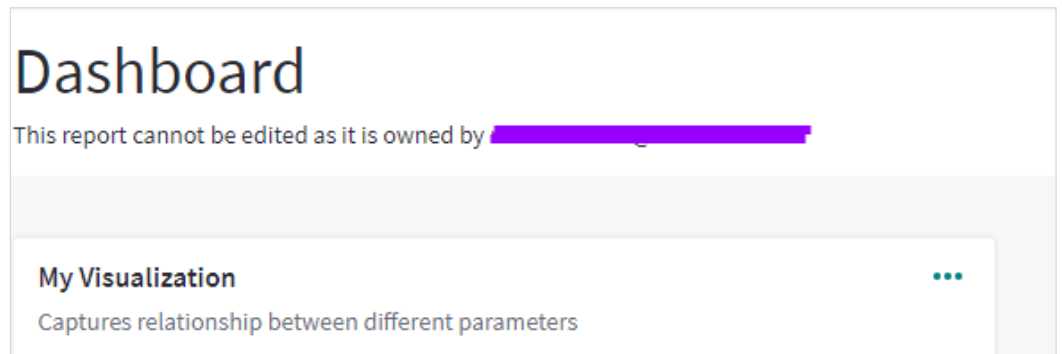 Dashboard
This report cannot be edited as it is owned by
My Visualization
Captures relationship between different parameters